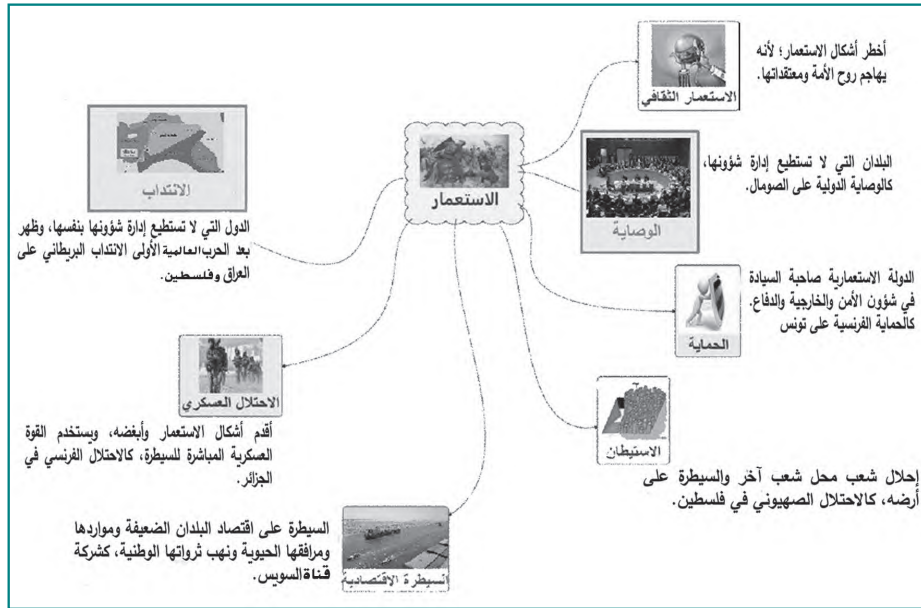 أخطر أشكال الاستعمار؛ لأنه
يهاجم روح الأمة ومعتقداتها.
الاستعمار الثقافي
البلدان التي لا تستطيع إدارة شؤونها،
كالوصاية الدولية على الصومال.
الوصاية
الاستعمار
الانتداب
الدول التي لا تستطيع إدارة شؤونها بنفسها، وظهر
بعد الحرب العالمية الأولى الانتداب البريطاني على
العراق وفلسطين.
الدولة الاستعمارية صاحبة السيادة
في شؤون الأمن والخارجية والدفاع.
كالحماية الفرنسية على تونس
الحماية
الاحتلال العسكري
أقدم أشكال الاستعمار وأبغضه، ويستخدم القوة
العسكرية المباشرة للسيطرة، كالاحتلال الفرنسي في
الجزائر.
الاستيطان
إحلال شعب محل شعب آخر والسيطرة على
أرضه، كالاحتلال الصهيوني في فلسطين.
السيطرة على اقتصاد البلدان الضعيفة ومواردها
ومرافقها الحيوية ونهب ثرواتها الوطنية، كشركة
قناة السويس.
السيطرة الاقتصادية